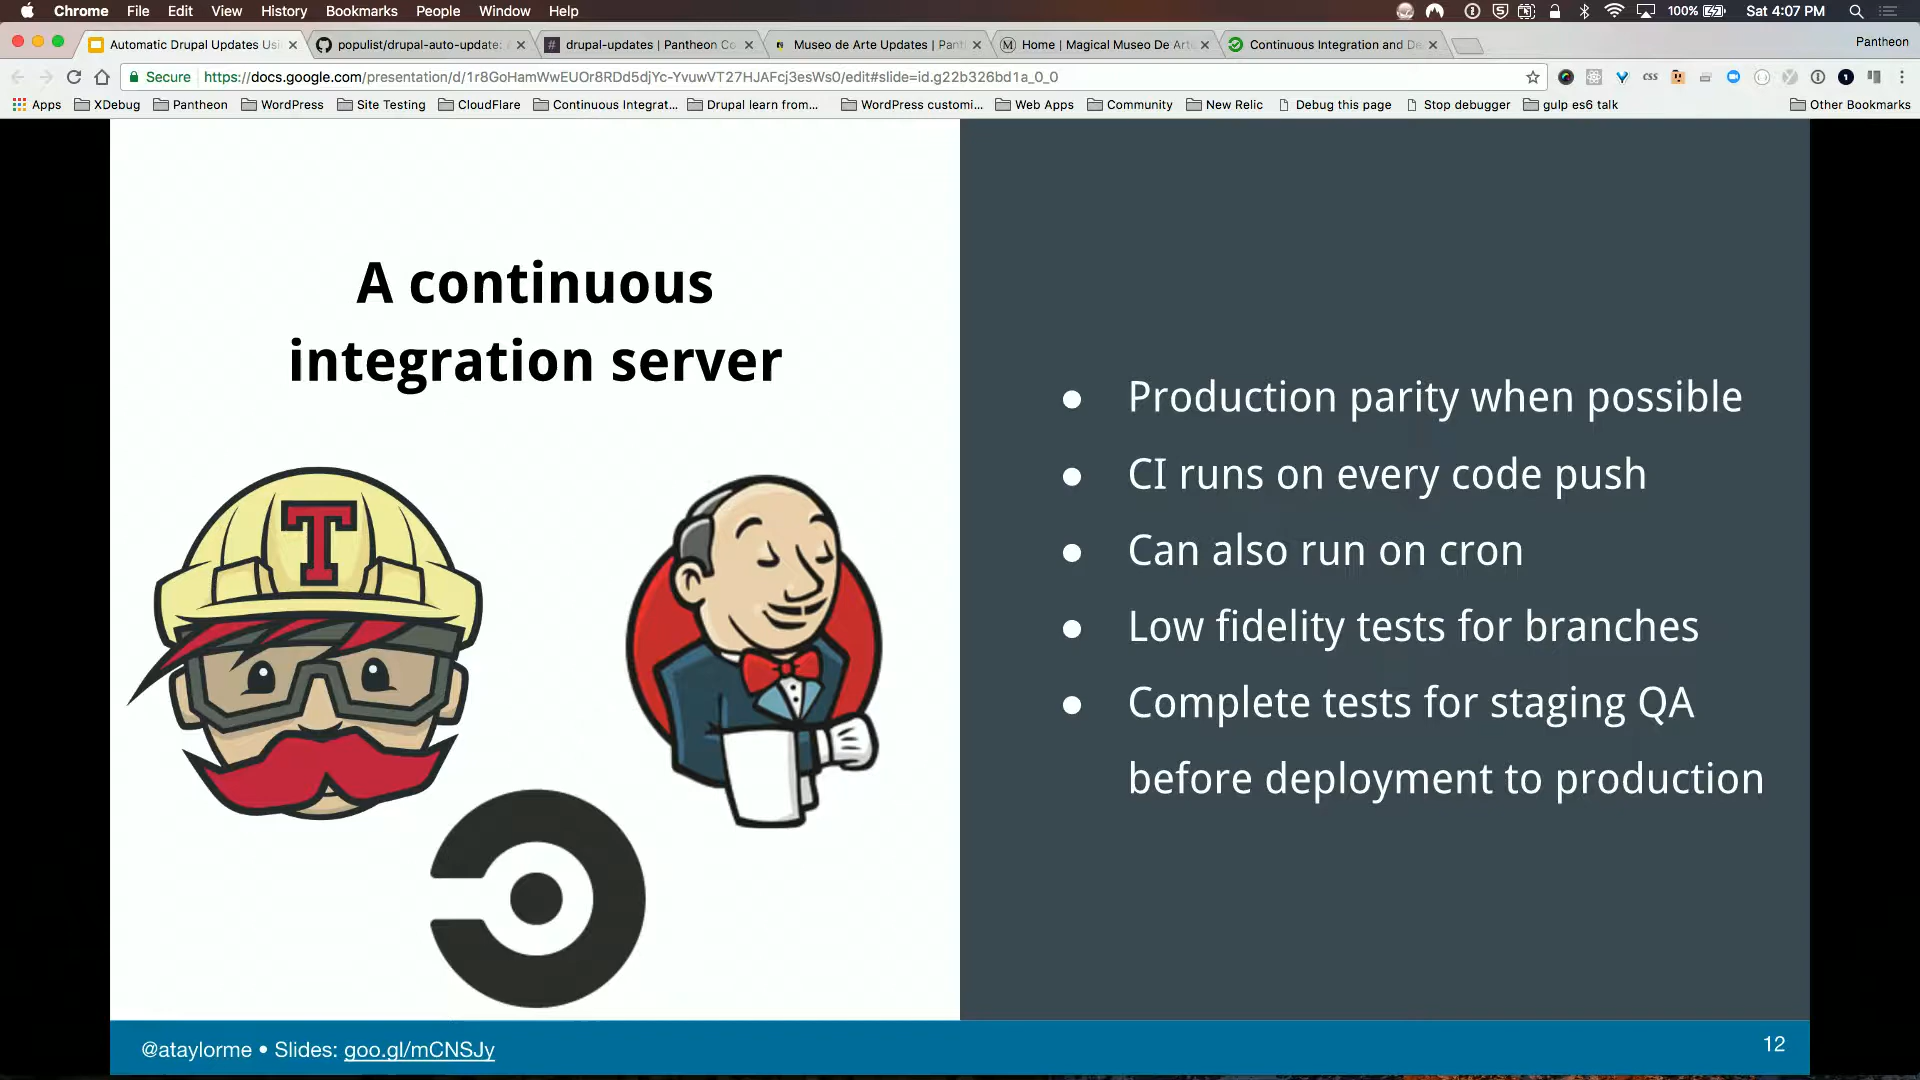 Chrome File Edit View History Bookmarks People Window Help 100% Sat 4:07 PM
Automatic Drupal Updates Usi populist/drupal-auto-update: drupal-updates | Pantheon Co Museo de Arte Updates | Pant Home | Magical Museo De Arte Continuous Integration and De Pantheon
Secure https://docs.google.com/presentation/d/1r8GoHamWwEUOr8RDd5djYc-YvuwVT27HJAFcj3esWs0/edit#slide=id.g22b326bd1a_0_0 CSS
Apps XDebug Pantheon WordPress Site Testing CloudFlare Continuous Integrat... Drupal learn from... WordPress customi... Web Apps Community New Relic Debug this page Stop debugger gulp es6 talk Other Bookmarks
A continuous
integration server
T
● Production parity when possible
● CI runs on every code push
● Can also run on cron
● Low fidelity tests for branches
● Complete tests for staging QA
before deployment to production
@ataylorme • Slides: goo.gl/mCNSJy
12